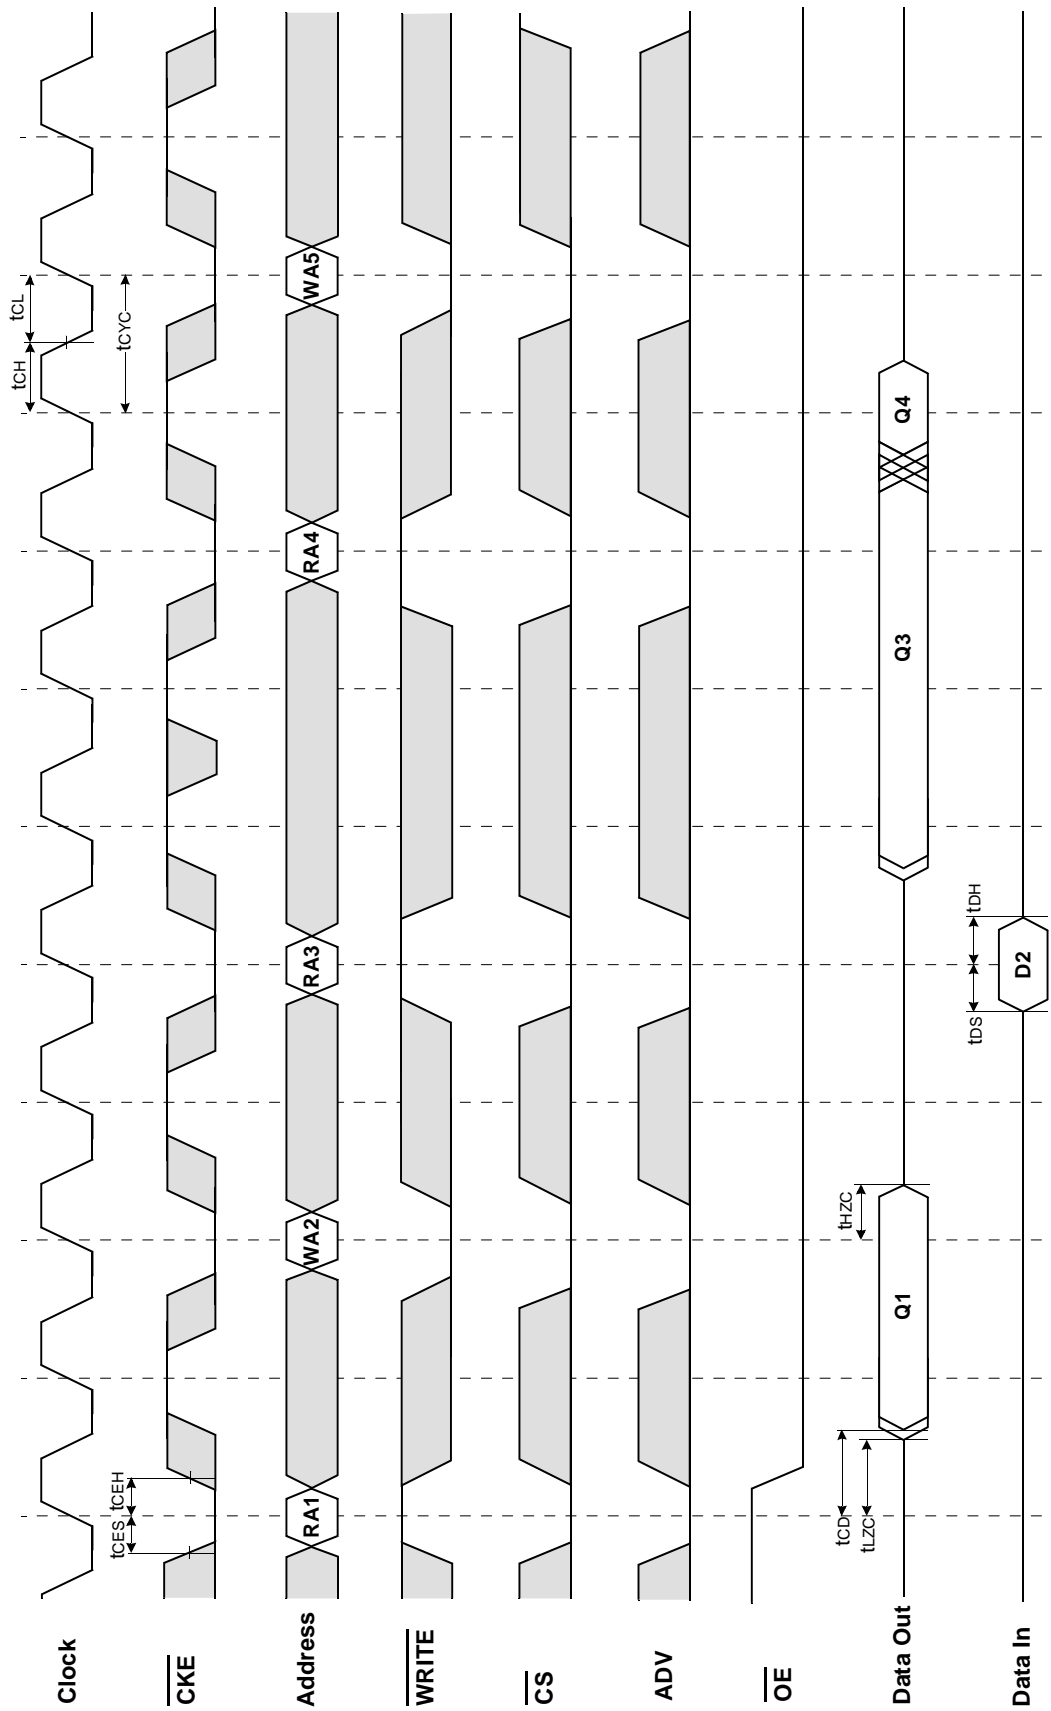 Clock
tCH
tCL
tCYC
CKE
tCES
tCEH
Address
RA1
WA2
RA3
RA4
WA5
WRITE
CS
ADV
OE
Data Out
tCD
tLZC
Q1
tHZC
Q3
Q4
Data In
tDS
tDH
D2